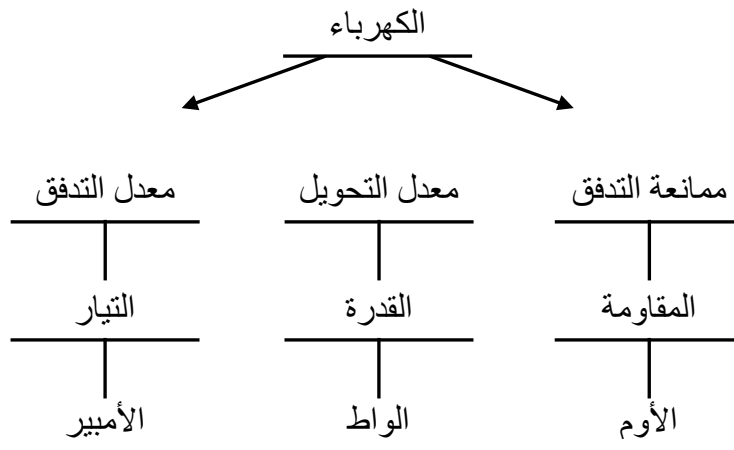 الكهرباء
ممانعة التدفق
معدل التحويل
معدل التدفق
المقاومة
القدرة
التيار
الأوم
الواط
الأمبير